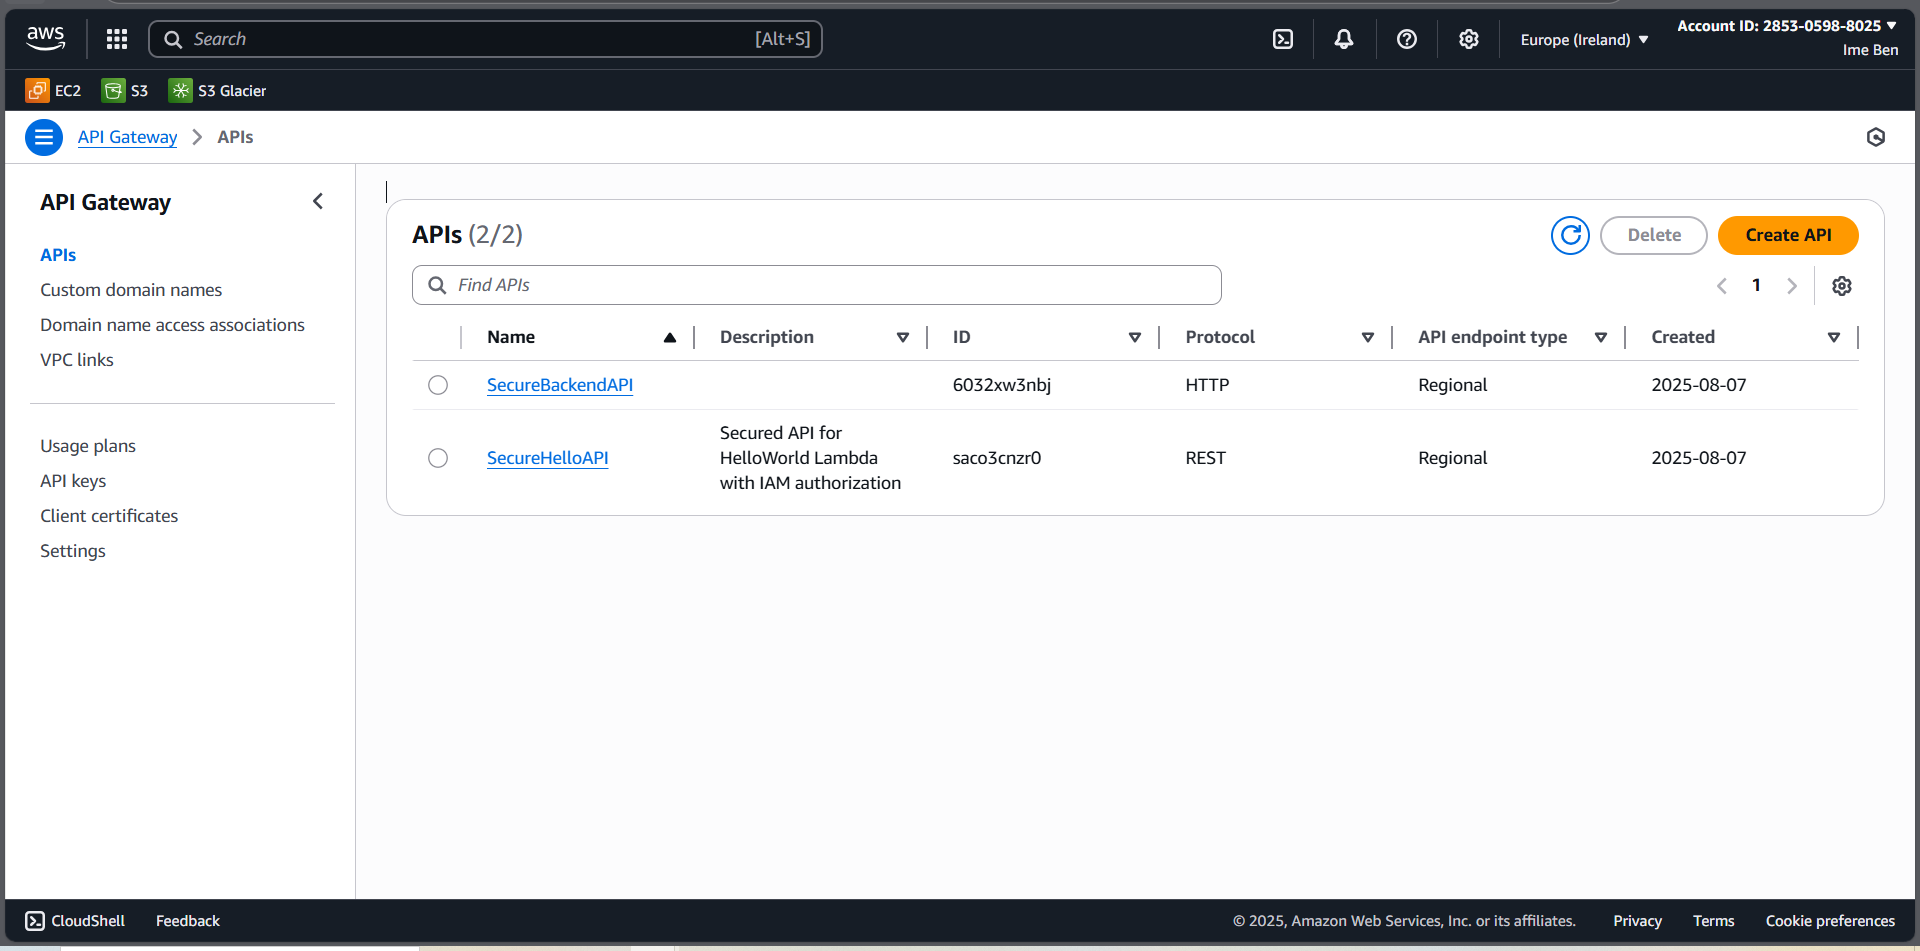 aws
Search [Alt+S]
Europe (Ireland)
Account ID: 2853-0598-8025
Ime Ben
EC2 S3 S3 Glacier
API Gateway APIs
API Gateway
APIs
Custom domain names
Domain name access associations
VPC links
Usage plans
API keys
Client certificates
Settings
APIs (2/2)
Delete
Create API
Find APIs
1
Name Description ID Protocol API endpoint type Created
SecureBackendAPI 6032xw3nbj HTTP Regional 2025-08-07
Secured API for
SecureHelloAPI HelloWorld Lambda saco3cnzr0 REST Regional 2025-08-07
with IAM authorization
CloudShell Feedback © 2025, Amazon Web Services, Inc. or its affiliates. Privacy Terms Cookie preferences